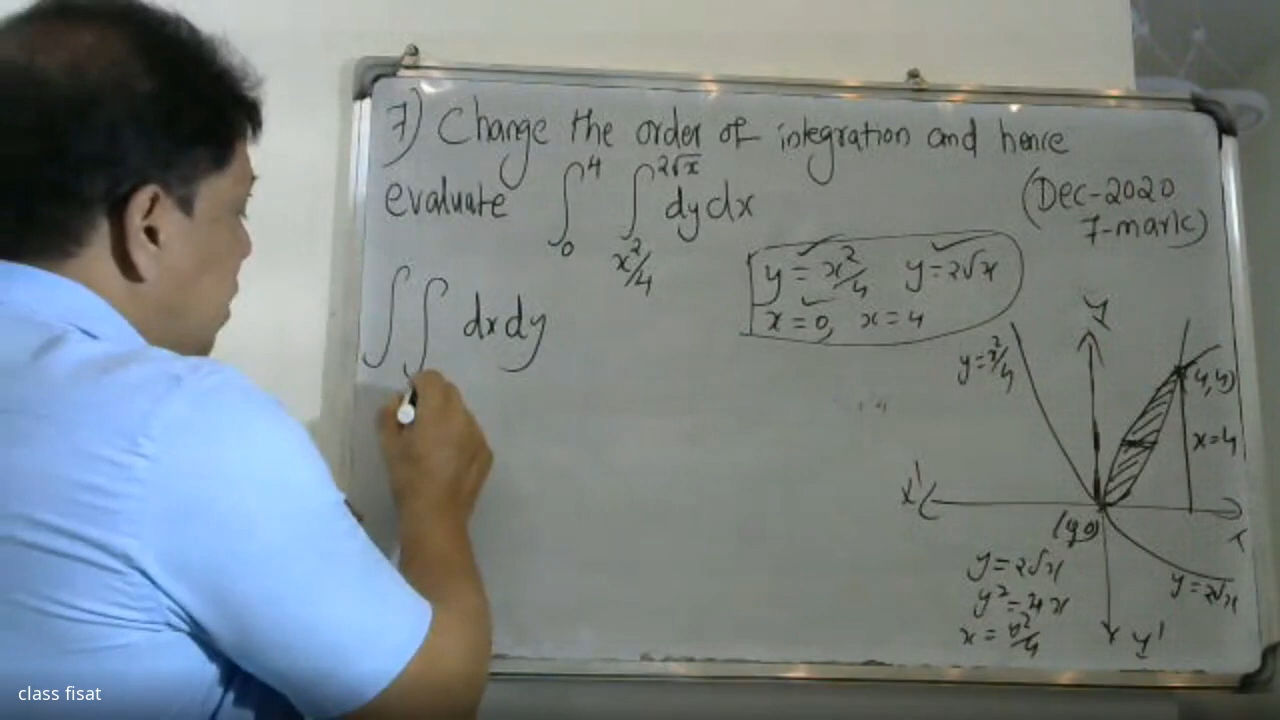 7) Change the order of integration and hence
evaluate ∫₀⁴ ∫_{x²/4}^{2√x} dy dx
(Dec-2020
7-mark)
y = x²/4 y = 2√x
x = 0, x = 4
∫∫ dx dy
y
y = x²/4
(4,4)
x = 4
x'
x
y = 2√x
y² = 4x
x = y²/4
y = 2√x
y'
class fisat